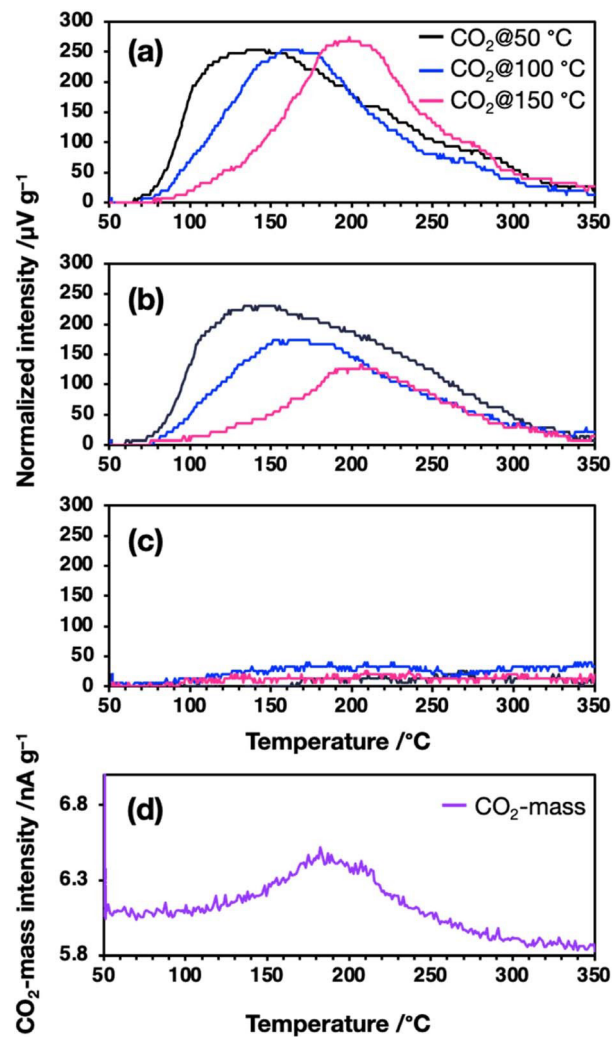 Normalized intensity /µV g⁻¹
300
250
200
150
100
50
0
(a)
CO₂@50 °C
CO₂@100 °C
CO₂@150 °C
50 100 150 200 250 300 350
300
250
200
150
100
50
0
(b)
50 100 150 200 250 300 350
300
250
200
150
100
50
0
(c)
50 100 150 200 250 300 350
Temperature /°C
CO₂-mass intensity /nA g⁻¹
6.8
6.3
5.8
(d)
CO₂-mass
50 100 150 200 250 300 350
Temperature /°C